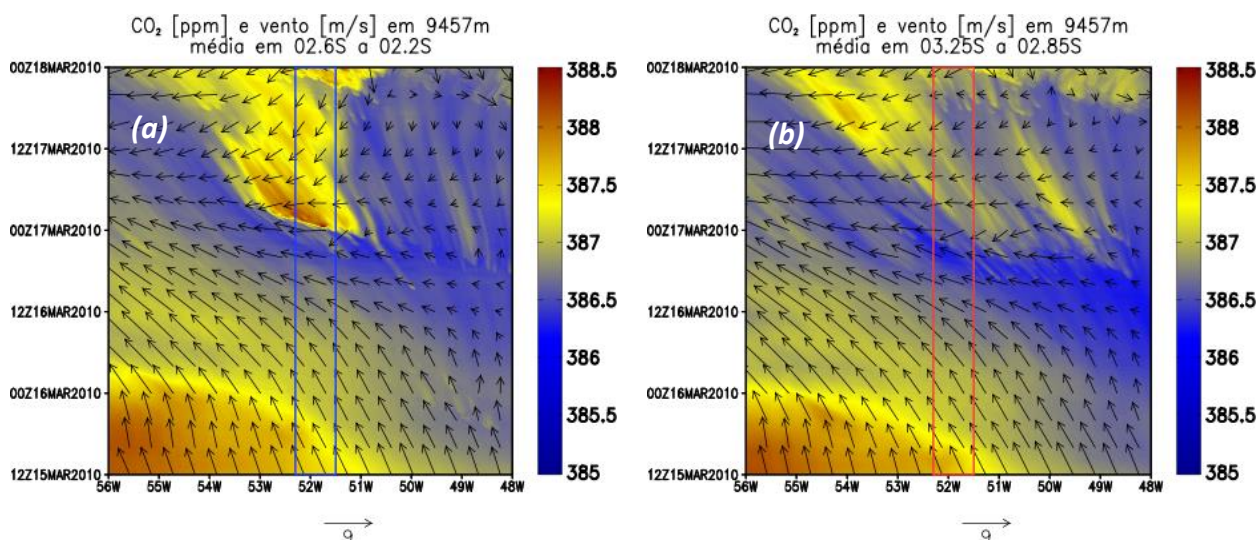 CO₂ [ppm] e vento [m/s] em 9457m
média em 02.6S a 02.2S
(a)
00Z18MAR2010
12Z17MAR2010
00Z17MAR2010
12Z16MAR2010
00Z16MAR2010
12Z15MAR2010
56W 55W 54W 53W 52W 51W 50W 49W 48W
388.5
388
387.5
387
386.5
386
385.5
385
9
CO₂ [ppm] e vento [m/s] em 9457m
média em 03.25S a 02.85S
(b)
00Z18MAR2010
12Z17MAR2010
00Z17MAR2010
12Z16MAR2010
00Z16MAR2010
12Z15MAR2010
56W 55W 54W 53W 52W 51W 50W 49W 48W
388.5
388
387.5
387
386.5
386
385.5
385
9